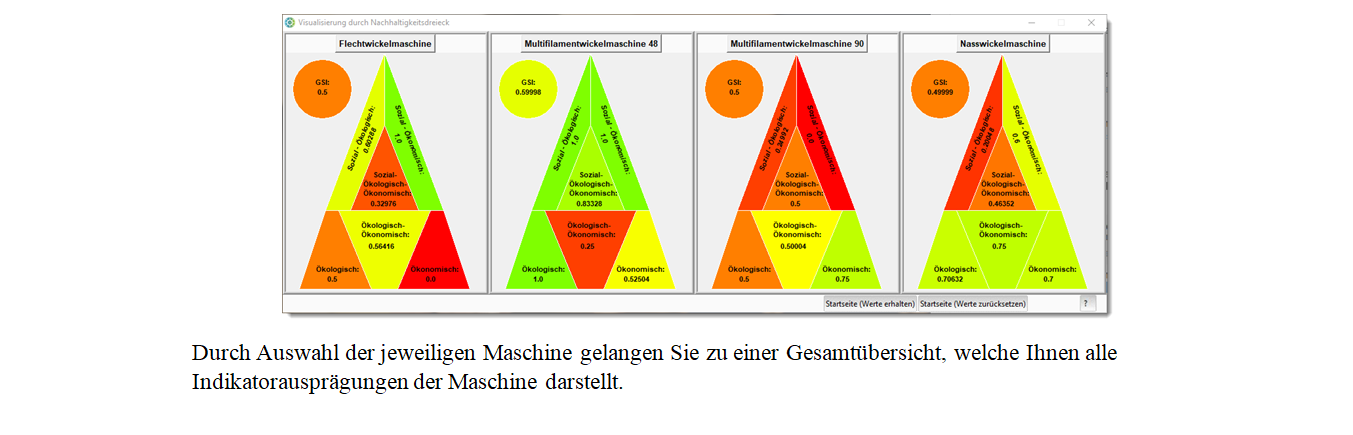 Visualisierung durch Nachhaltigkeitsdreieck
Flechtwickelmaschine
GSI:
0.5
Sozial - Ökologisch:
0.60288
Sozial - Ökonomisch:
1.0
Sozial-
Ökologisch-
Ökonomisch:
0.32976
Ökologisch-
Ökonomisch:
0.56416
Ökologisch:
0.5
Ökonomisch:
0.0
Multifilamentwickelmaschine 48
GSI:
0.59998
Sozial - Ökologisch:
1.0
Sozial - Ökonomisch:
1.0
Sozial-
Ökologisch-
Ökonomisch:
0.83328
Ökologisch-
Ökonomisch:
0.25
Ökologisch:
1.0
Ökonomisch:
0.52504
Multifilamentwickelmaschine 90
GSI:
0.5
Sozial - Ökologisch:
0.24992
Sozial - Ökonomisch:
0.0
Sozial-
Ökologisch-
Ökonomisch:
0.5
Ökologisch-
Ökonomisch:
0.50004
Ökologisch:
0.5
Ökonomisch:
0.75
Nasswickelmaschine
GSI:
0.49999
Sozial - Ökologisch:
0.20048
Sozial - Ökonomisch:
0.6
Sozial-
Ökologisch-
Ökonomisch:
0.46352
Ökologisch-
Ökonomisch:
0.75
Ökologisch:
0.70632
Ökonomisch:
0.7
Startseite (Werte erhalten)
Startseite (Werte zurücksetzen)
?
Durch Auswahl der jeweiligen Maschine gelangen Sie zu einer Gesamtübersicht, welche Ihnen alle
Indikatorausprägungen der Maschine darstellt.